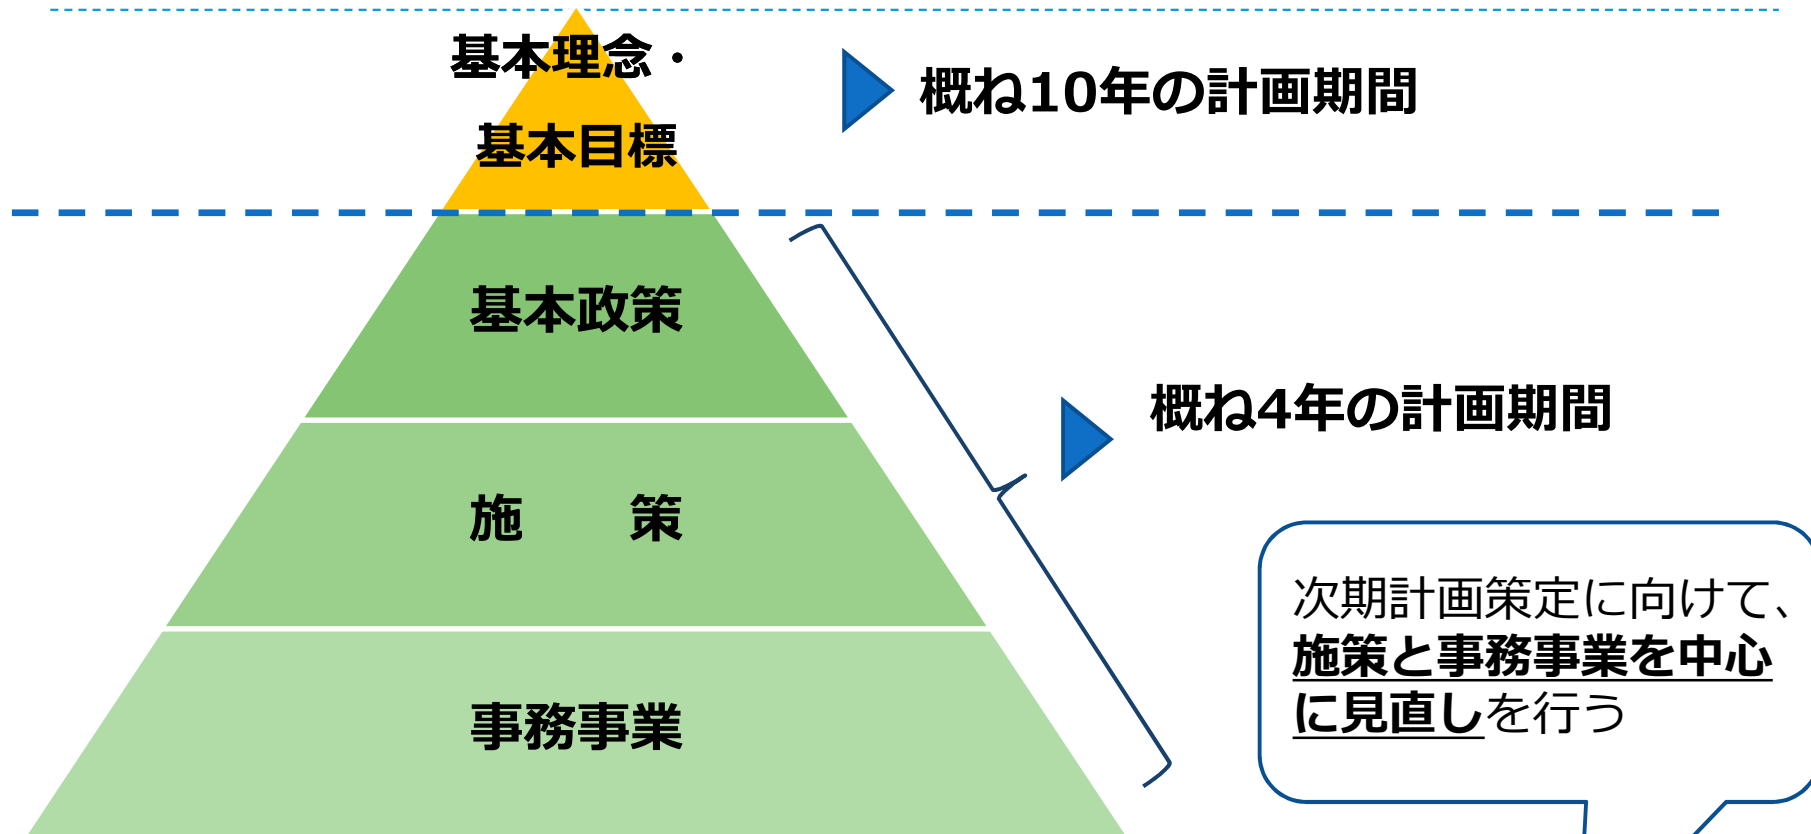 基本理念・
基本目標
概ね10年の計画期間
基本政策
概ね4年の計画期間
施　　策
次期計画策定に向けて、
施策と事務事業を中心
に見直しを行う
事務事業